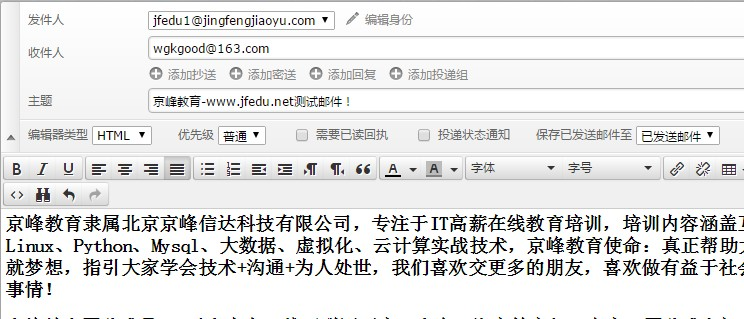 发件人 jfedu1@jingfengjiaoyu.com 编辑身份
收件人 wgkgood@163.com
添加抄送 添加密送 添加回复 添加投递组
主题 京峰教育-www.jfedu.net测试邮件！
编辑器类型 HTML 优先级 普通 需要已读回执 投递状态通知 保存已发送邮件至 已发送邮件
B I U A A 字体 字号
京峰教育隶属北京京峰信达科技有限公司，专注于IT高薪在线教育培训，培训内容涵盖
Linux、Python、Mysql、大数据、虚拟化、云计算实战技术，京峰教育使命：真正帮助
就梦想，指引大家学会技术+沟通+为人处世，我们喜欢交更多的朋友，喜欢做有益于社会
事情！